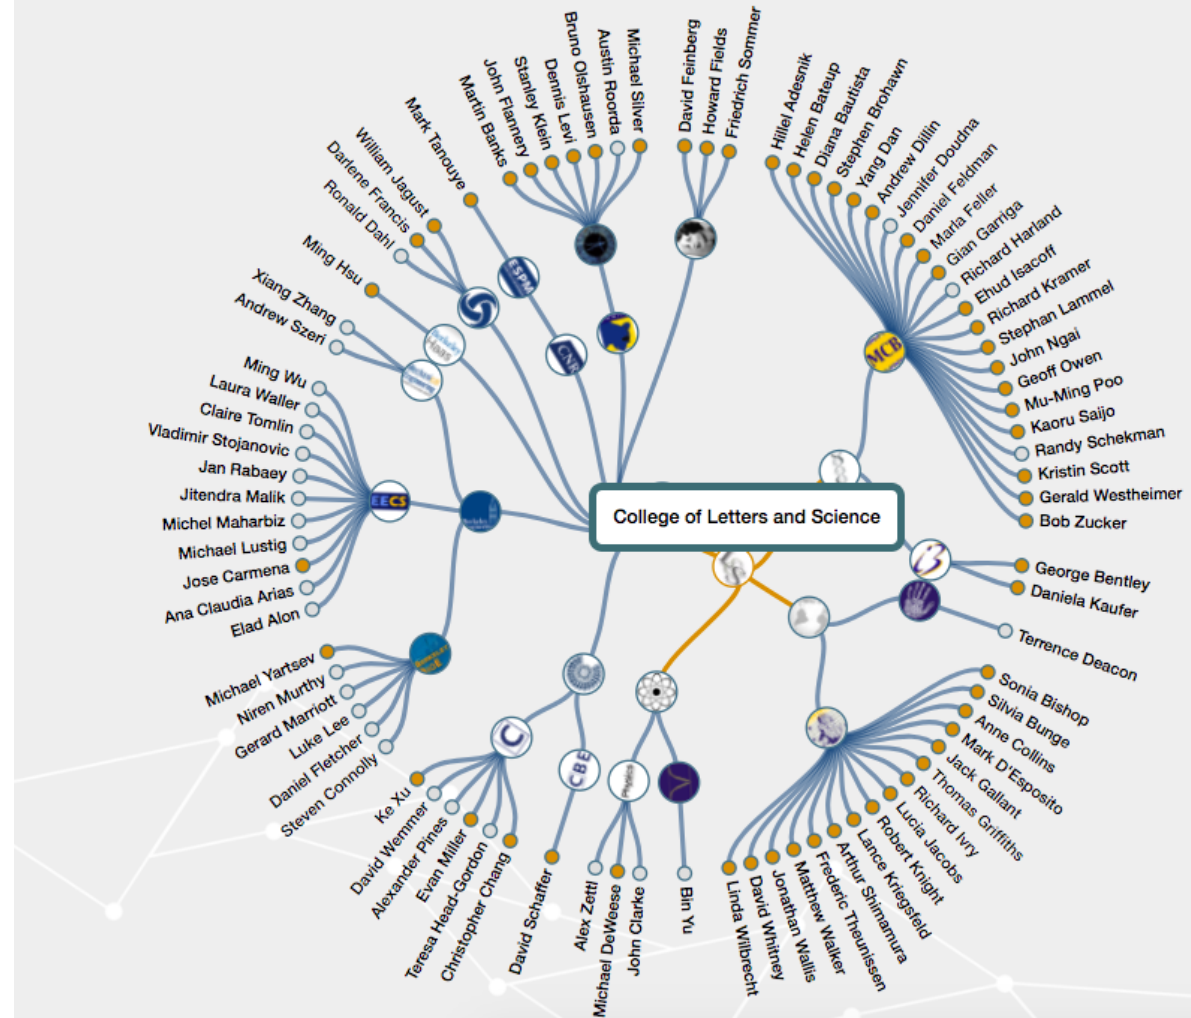 Bruno Olshausen
Austin Roorda
Michael Silver
Dennis Levi
Stanley Klein
John Flannery
Martin Banks
David Feinberg
Howard Fields
Friedrich Sommer
Mark Tanouye
William Jagust
Darlene Francis
Ronald Dahl
Ming Hsu
Xiang Zhang
Andrew Szeri
Ming Wu
Laura Waller
Claire Tomlin
Vladimir Stojanovic
Jan Rabaey
Jitendra Malik
Michel Maharbiz
Michael Lustig
Jose Carmena
Ana Claudia Arias
Elad Alon
Hillel Adesnik
Helen Bateup
Diana Bautista
Stephen Brohawn
Yang Dan
Andrew Dillin
Jennifer Doudna
Daniel Feldman
Marla Feller
Gian Garriga
Richard Harland
Ehud Isacoff
Richard Kramer
Stephan Lammel
John Ngai
Geoff Owen
Mu-Ming Poo
Kaoru Saijo
Randy Schekman
Kristin Scott
Gerald Westheimer
Bob Zucker
ESPM
CNR
Berkeley
Haas
MCB
EECS
College of Letters and Science
George Bentley
Daniela Kaufer
Terrence Deacon
Michael Yartsev
Niren Murthy
Gerard Marriott
Luke Lee
Daniel Fletcher
Steven Connolly
C
CBE
Physics
Ke Xu
David Wemmer
Alexander Pines
Evan Miller
Teresa Head-Gordon
Christopher Chang
David Schaffer
Alex Zettl
Michael DeWeese
John Clarke
Bin Yu
Sonia Bishop
Silvia Bunge
Anne Collins
Mark D'Esposito
Jack Gallant
Thomas Griffiths
Richard Ivry
Lucia Jacobs
Robert Knight
Lance Kriegsfeld
Arthur Shimamura
Frederic Theunissen
Matthew Walker
Jonathan Wallis
David Whitney
Linda Wilbrecht